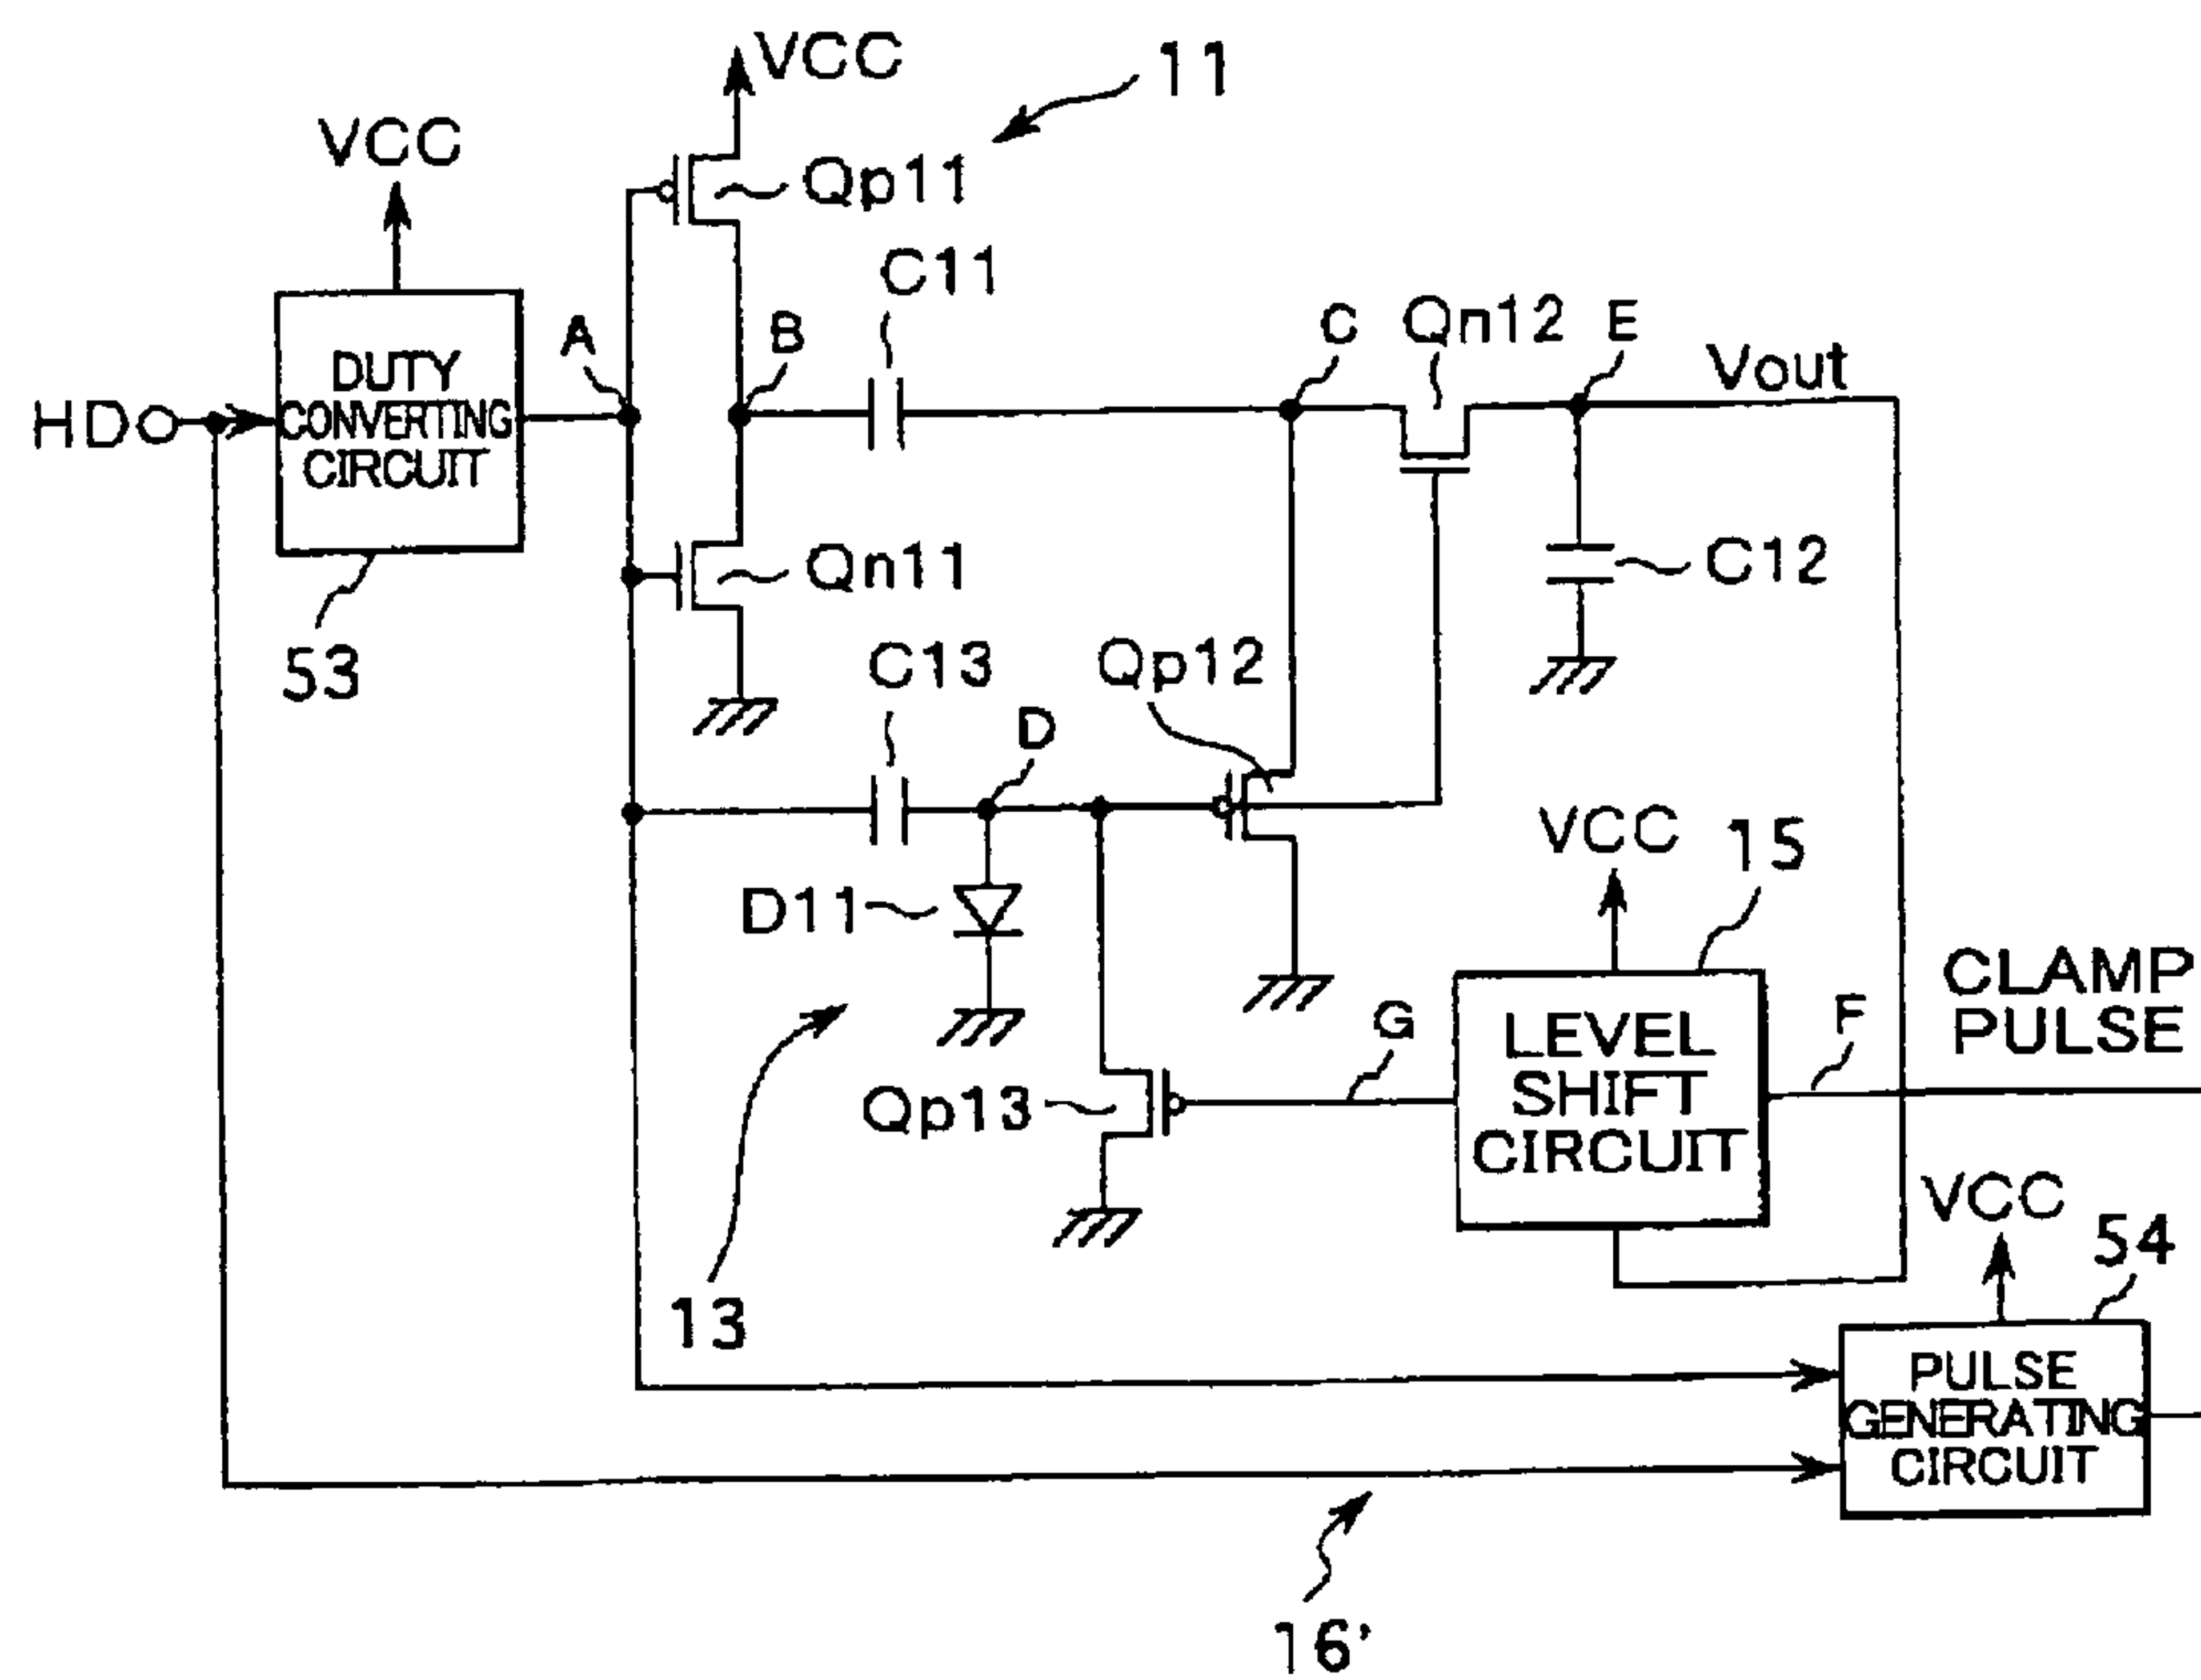 VCC
11
VCC
Qp11
C11
A
B
C
Qn12
E
Vout
HD
DUTY
CONVERTING
CIRCUIT
Qn11
C12
53
C13
Qp12
D
VCC
15
D11
CLAMP
PULSE
G
LEVEL
SHIFT
CIRCUIT
F
Qp13
VCC
54
13
PULSE
GENERATING
CIRCUIT
16'